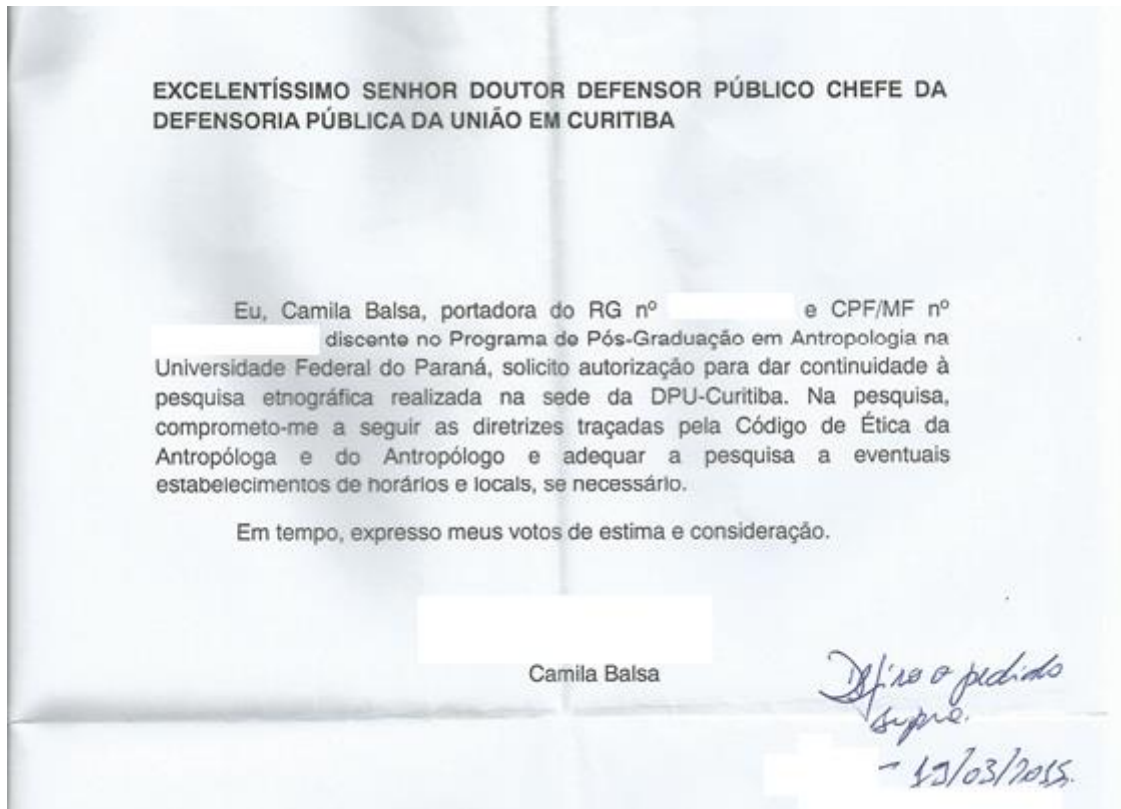 EXCELENTÍSSIMO SENHOR DOUTOR DEFENSOR PÚBLICO CHEFE DA
DEFENSORIA PÚBLICA DA UNIÃO EM CURITIBA
Eu, Camila Balsa, portadora do RG nº e CPF/MF nº
discente no Programa de Pós-Graduação em Antropologia na
Universidade Federal do Paraná, solicito autorização para dar continuidade à
pesquisa etnográfica realizada na sede da DPU-Curitiba. Na pesquisa,
comprometo-me a seguir as diretrizes traçadas pela Código de Ética da
Antropóloga e do Antropólogo e adequar a pesquisa a eventuais
estabelecimentos de horários e locais, se necessário.
Em tempo, expresso meus votos de estima e consideração.
Camila Balsa
Defiro o pedido
supra.
- 19/03/2015.